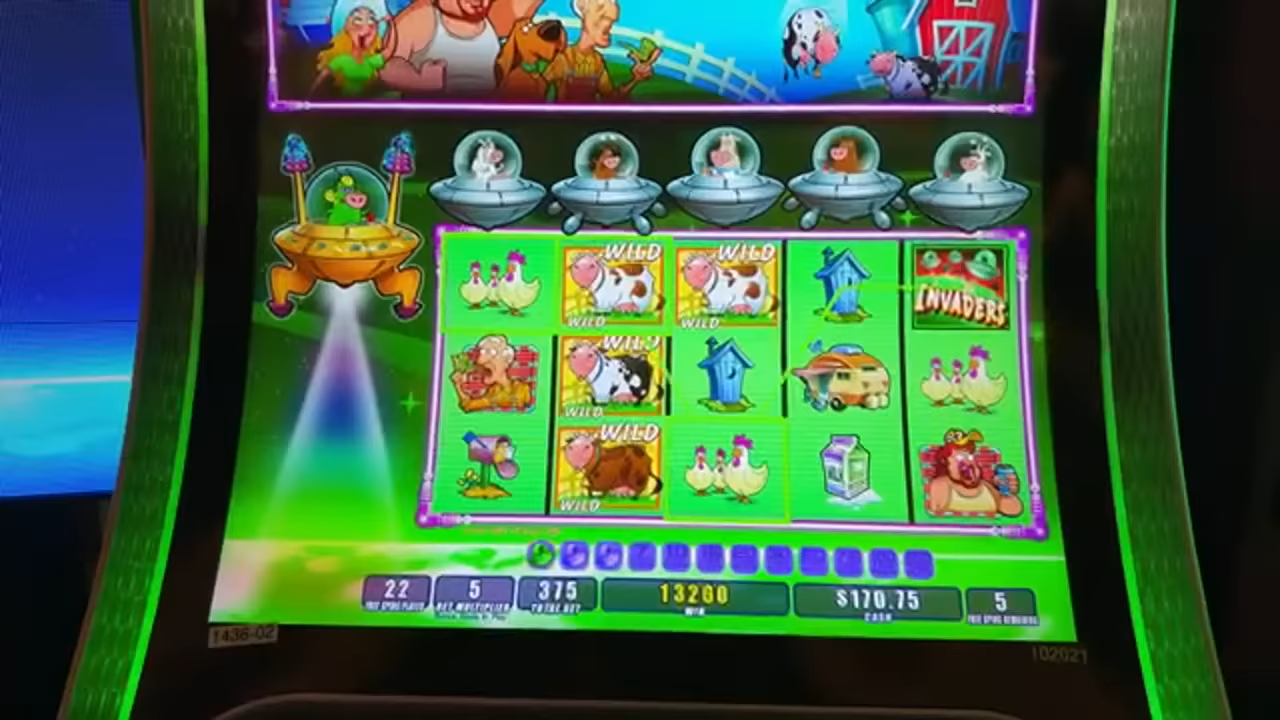 WILD
WILD
WILD
WILD
INVADERS
WILD
WILD
WILD
WILD
22
5
375
13200
$170.75
5
FREE SPINS PLAYED
BET MULTIPLIER
TOTAL BET
WIN
CASH
FREE SPINS REMAINING
1436-02
102021